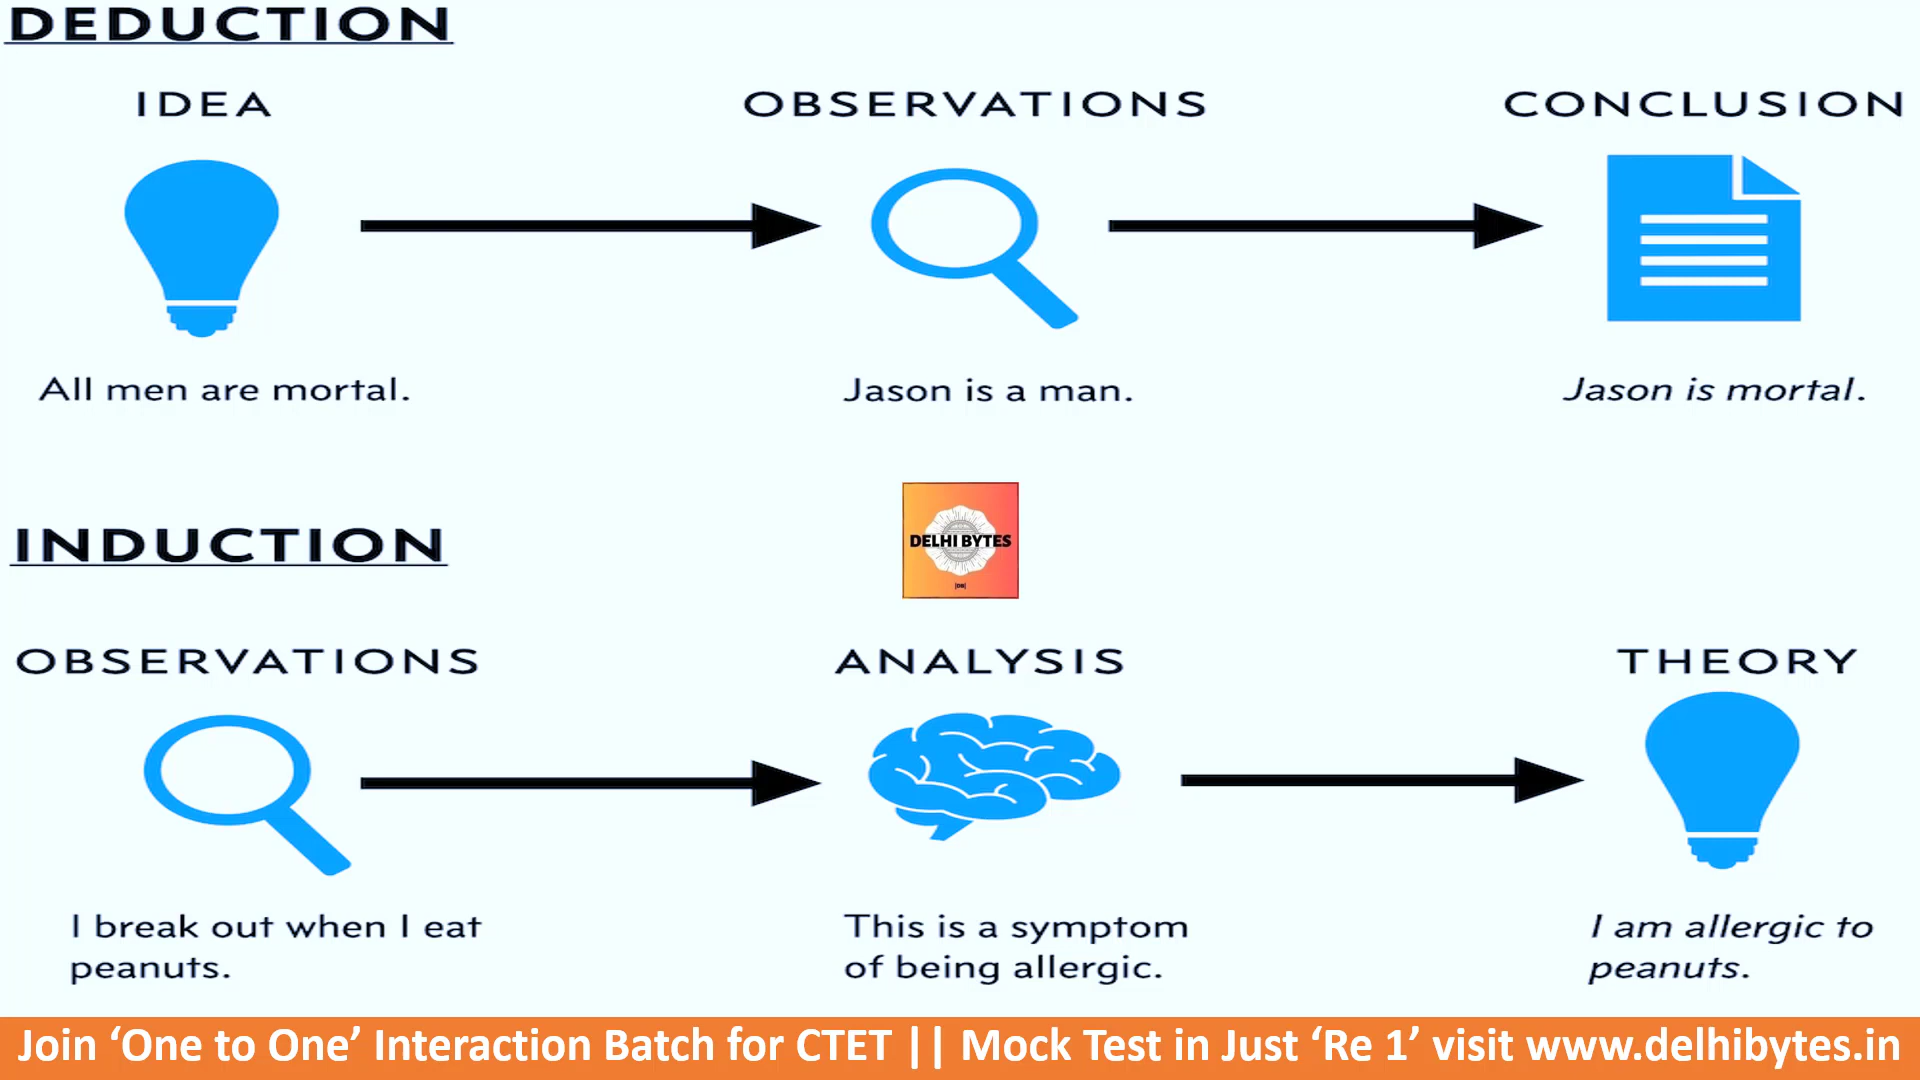 DEDUCTION
IDEA
OBSERVATIONS
CONCLUSION
All men are mortal.
Jason is a man.
Jason is mortal.
DELHI BYTES
|DB|
INDUCTION
OBSERVATIONS
ANALYSIS
THEORY
I break out when I eat
peanuts.
This is a symptom
of being allergic.
I am allergic to
peanuts.
Join ‘One to One’ Interaction Batch for CTET || Mock Test in Just ‘Re 1’ visit www.delhibytes.in